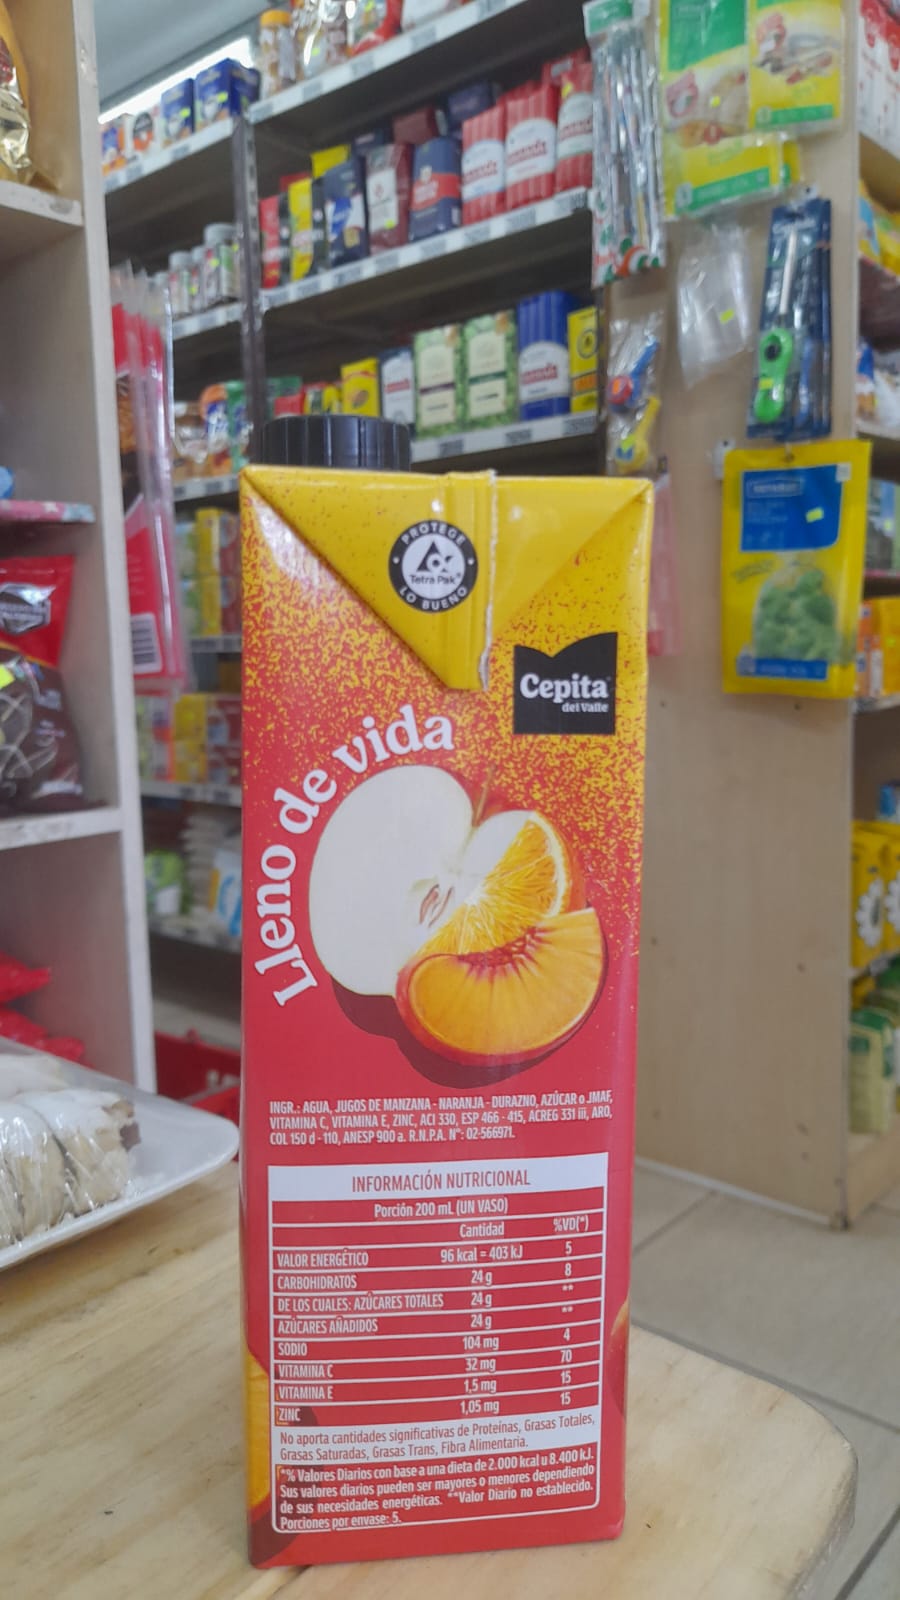 PROTEGE
Tetra Pak®
LO BUENO
Cepita
del Valle
Lleno de vida
INGR.: AGUA, JUGOS DE MANZANA - NARANJA - DURAZNO, AZÚCAR o JMAF,
VITAMINA C, VITAMINA E, ZINC, ACI 330, ESP 466 - 415, ACREG 331 iii, ARO,
COL 150 d - 110, ANESP 900 a. R.N.P.A. N°: 02-566971.
INFORMACIÓN NUTRICIONAL
Porción 200 mL (UN VASO)
Cantidad %VD(*)
VALOR ENERGÉTICO 96 kcal = 403 kJ 5
CARBOHIDRATOS 24 g 8
DE LOS CUALES: AZÚCARES TOTALES 24 g **
AZÚCARES AÑADIDOS 24 g **
SODIO 104 mg 4
VITAMINA C 32 mg 70
VITAMINA E 1,5 mg 15
ZINC 1,05 mg 15
No aporta cantidades significativas de Proteínas, Grasas Totales,
Grasas Saturadas, Grasas Trans, Fibra Alimentaria.
*% Valores Diarios con base a una dieta de 2.000 kcal u 8.400 kJ.
Sus valores diarios pueden ser mayores o menores dependiendo
de sus necesidades energéticas. **Valor Diario no establecido.
Porciones por envase: 5.